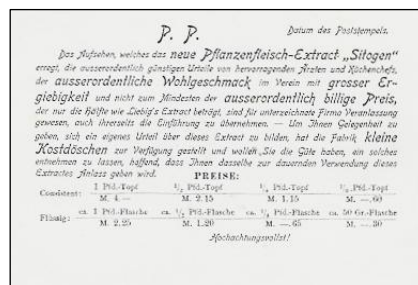 P. P.
Datum des Poststempels.
Das Aufsehen, welches das neue Pflanzenfleisch-Extract „Sitogen"
erregt, die ausserordentlich günstigen Urteile von hervorragenden Ärzten und Küchenchefs,
der ausserordentliche Wohlgeschmack im Verein mit grosser Er-
giebigkeit und nicht zum Mindesten der ausserordentlich billige Preis,
der nur die Hälfte wie Liebig's Extract beträgt, sind für unterzeichnete Firma Veranlassung
gewesen, auch ihrerseits die Einführung zu übernehmen. — Um Ihnen Gelegenheit zu
geben, sich ein eigenes Urteil über dieses Extract zu bilden, hat die Fabrik kleine
Kostdöschen zur Verfügung gestellt und wollen Sie die Güte haben, ein solches
entnehmen zu lassen, hoffend, dass Ihnen dasselbe zur dauernden Verwendung dieses
Extractes Anlass geben wird.
PREISE:
1 Pfd.-Topf ½ Pfd.-Topf ¼ Pfd.-Topf ⅛ Pfd.-Topf
Consistent: M. 4.— M. 2.15 M. 1.15 M. —.60
Flüssig: ca. 1 Pfd.-Flasche ca. ½ Pfd.-Flasche ca. ¼ Pfd.-Flasche ca. 50 Gr.-Flasche
M. 2.25 M. 1.20 M. —.65 M. —.30
Hochachtungsvollst!